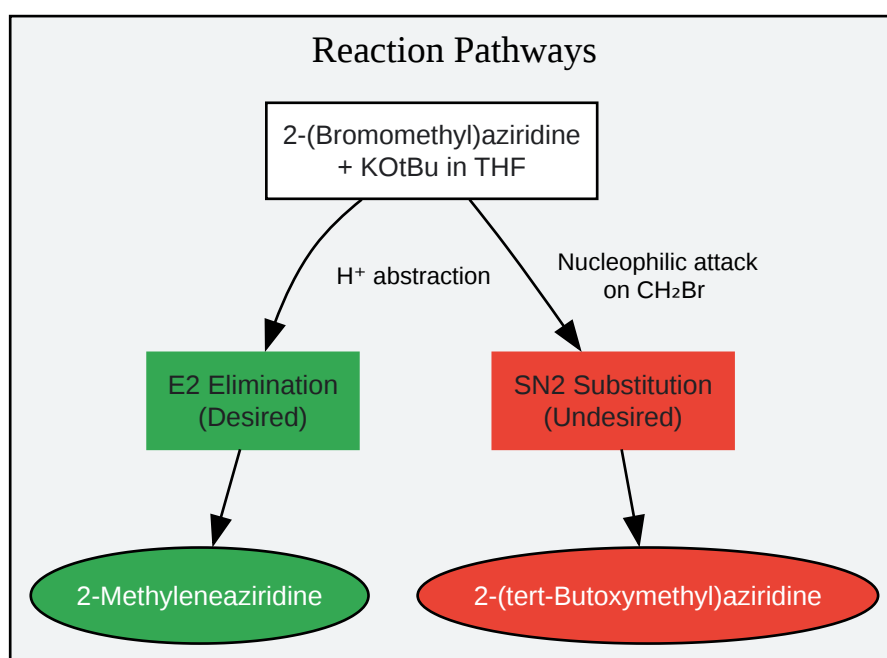 Reaction Pathways
2-(Bromomethyl)aziridine
+ KOtBu in THF
H⁺ abstraction
Nucleophilic attack
on CH₂Br
E2 Elimination
(Desired)
SN2 Substitution
(Undesired)
2-Methyleneaziridine
2-(tert-Butoxymethyl)aziridine